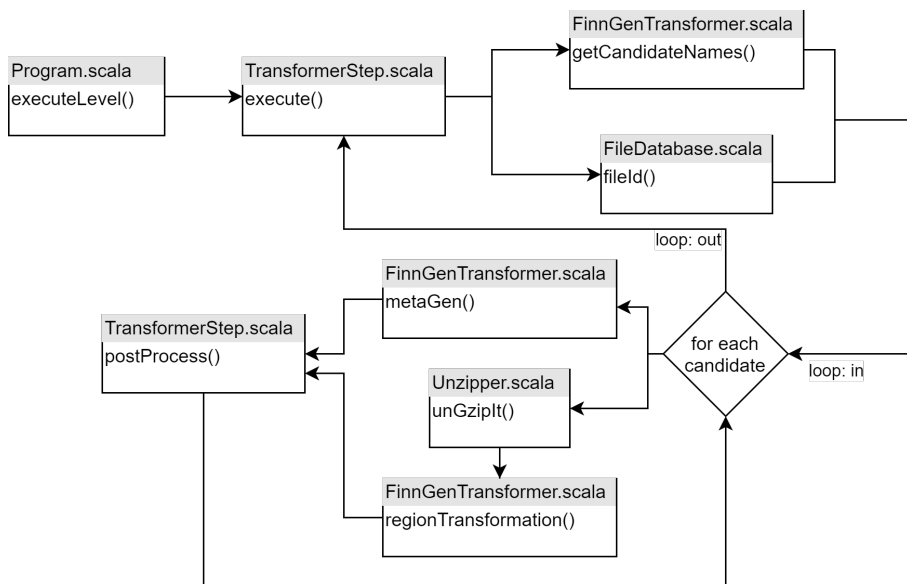 FinnGenTransformer.scala
getCandidateNames()
Program.scala
executeLevel()
TransformerStep.scala
execute()
FileDatabase.scala
fileId()
loop: out
FinnGenTransformer.scala
metaGen()
TransformerStep.scala
postProcess()
for each
candidate
loop: in
Unzipper.scala
unGzipIt()
FinnGenTransformer.scala
regionTransformation()